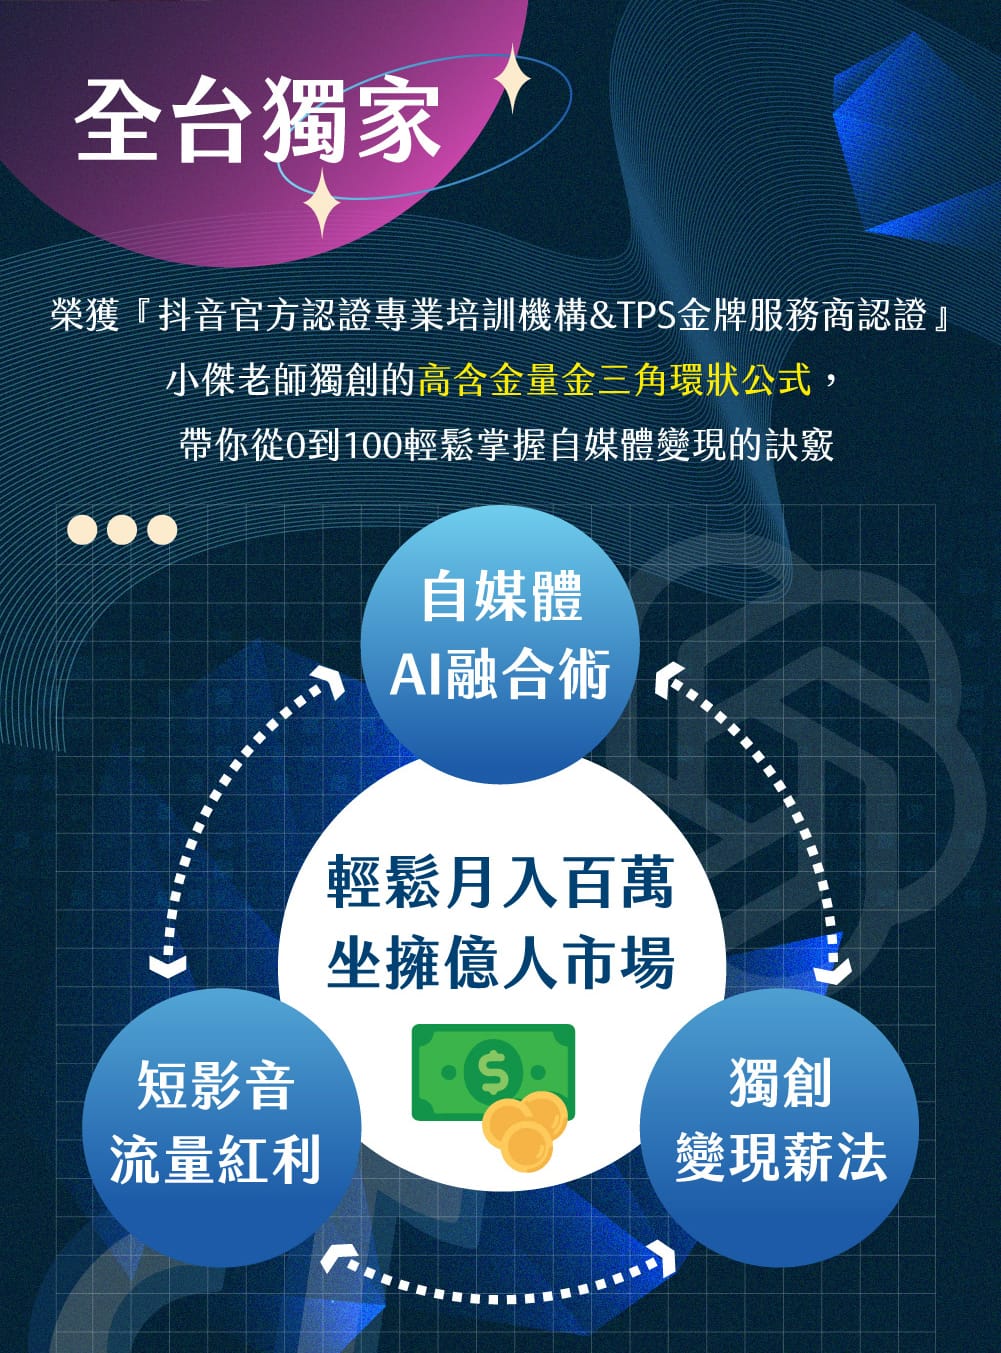 全台獨家
榮獲『抖音官方認證專業培訓機構&TPS金牌服務商認證』
小傑老師獨創的高含金量金三角環狀公式，
帶你從0到100輕鬆掌握自媒體變現的訣竅
自媒體
AI融合術
輕鬆月入百萬
坐擁億人市場
$
短影音
流量紅利
獨創
變現薪法